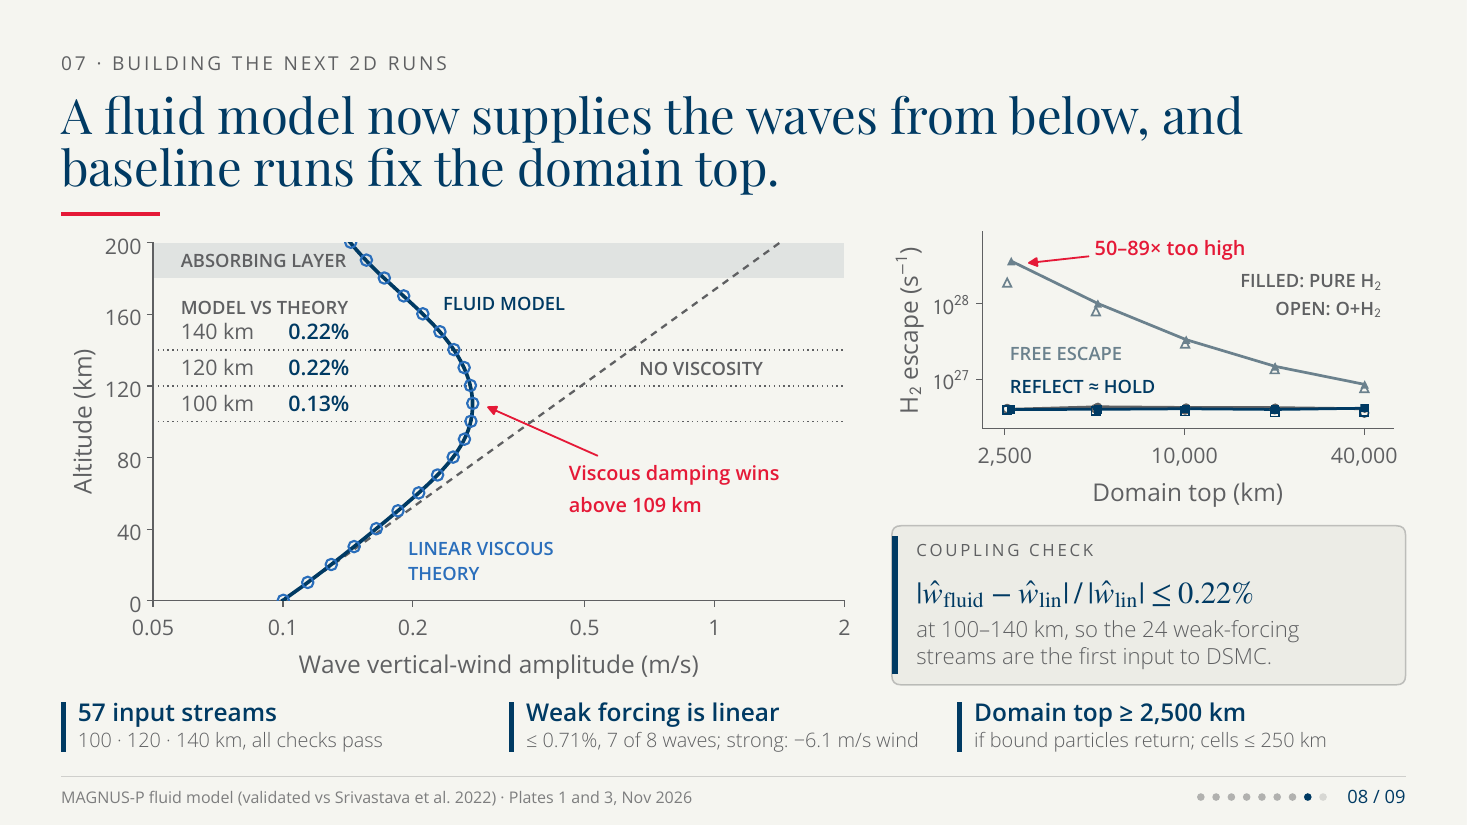 07 · BUILDING THE NEXT 2D RUNS
A fluid model now supplies the waves from below, and
baseline runs fix the domain top.
Altitude (km)
200
160
120
80
40
0
ABSORBING LAYER
MODEL VS THEORY
140 km 0.22%
120 km 0.22%
100 km 0.13%
FLUID MODEL
NO VISCOSITY
Viscous damping wins
above 109 km
LINEAR VISCOUS
THEORY
0.05 0.1 0.2 0.5 1 2
Wave vertical-wind amplitude (m/s)
H₂ escape (s⁻¹)
10²⁸
10²⁷
50–89× too high
FILLED: PURE H₂
OPEN: O+H₂
FREE ESCAPE
REFLECT ≈ HOLD
2,500 10,000 40,000
Domain top (km)
COUPLING CHECK
|ŵ_fluid − ŵ_lin| / |ŵ_lin| ≤ 0.22%
at 100–140 km, so the 24 weak-forcing
streams are the first input to DSMC.
57 input streams
100 · 120 · 140 km, all checks pass
Weak forcing is linear
≤ 0.71%, 7 of 8 waves; strong: −6.1 m/s wind
Domain top ≥ 2,500 km
if bound particles return; cells ≤ 250 km
MAGNUS-P fluid model (validated vs Srivastava et al. 2022) · Plates 1 and 3, Nov 2026
08 / 09